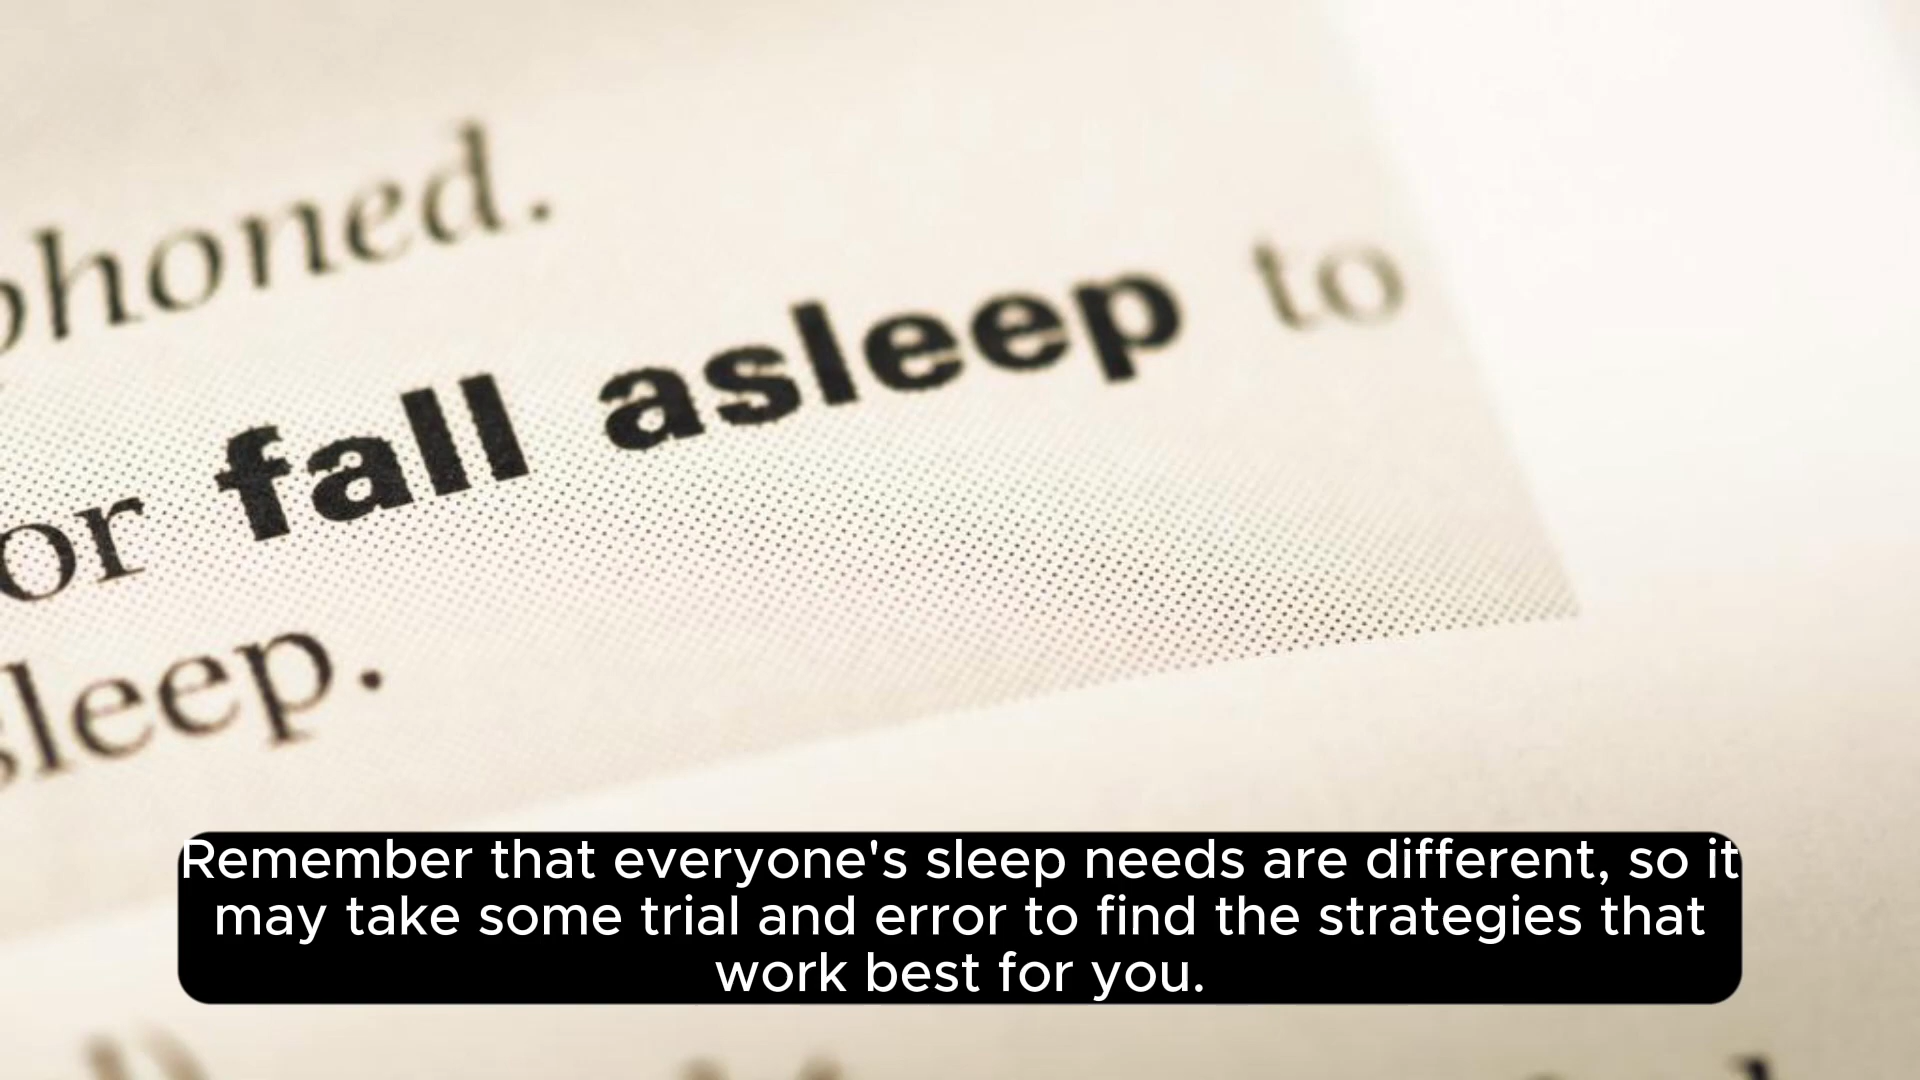 phoned.
or fall asleep to
sleep.
Remember that everyone's sleep needs are different, so it
may take some trial and error to find the strategies that
work best for you.